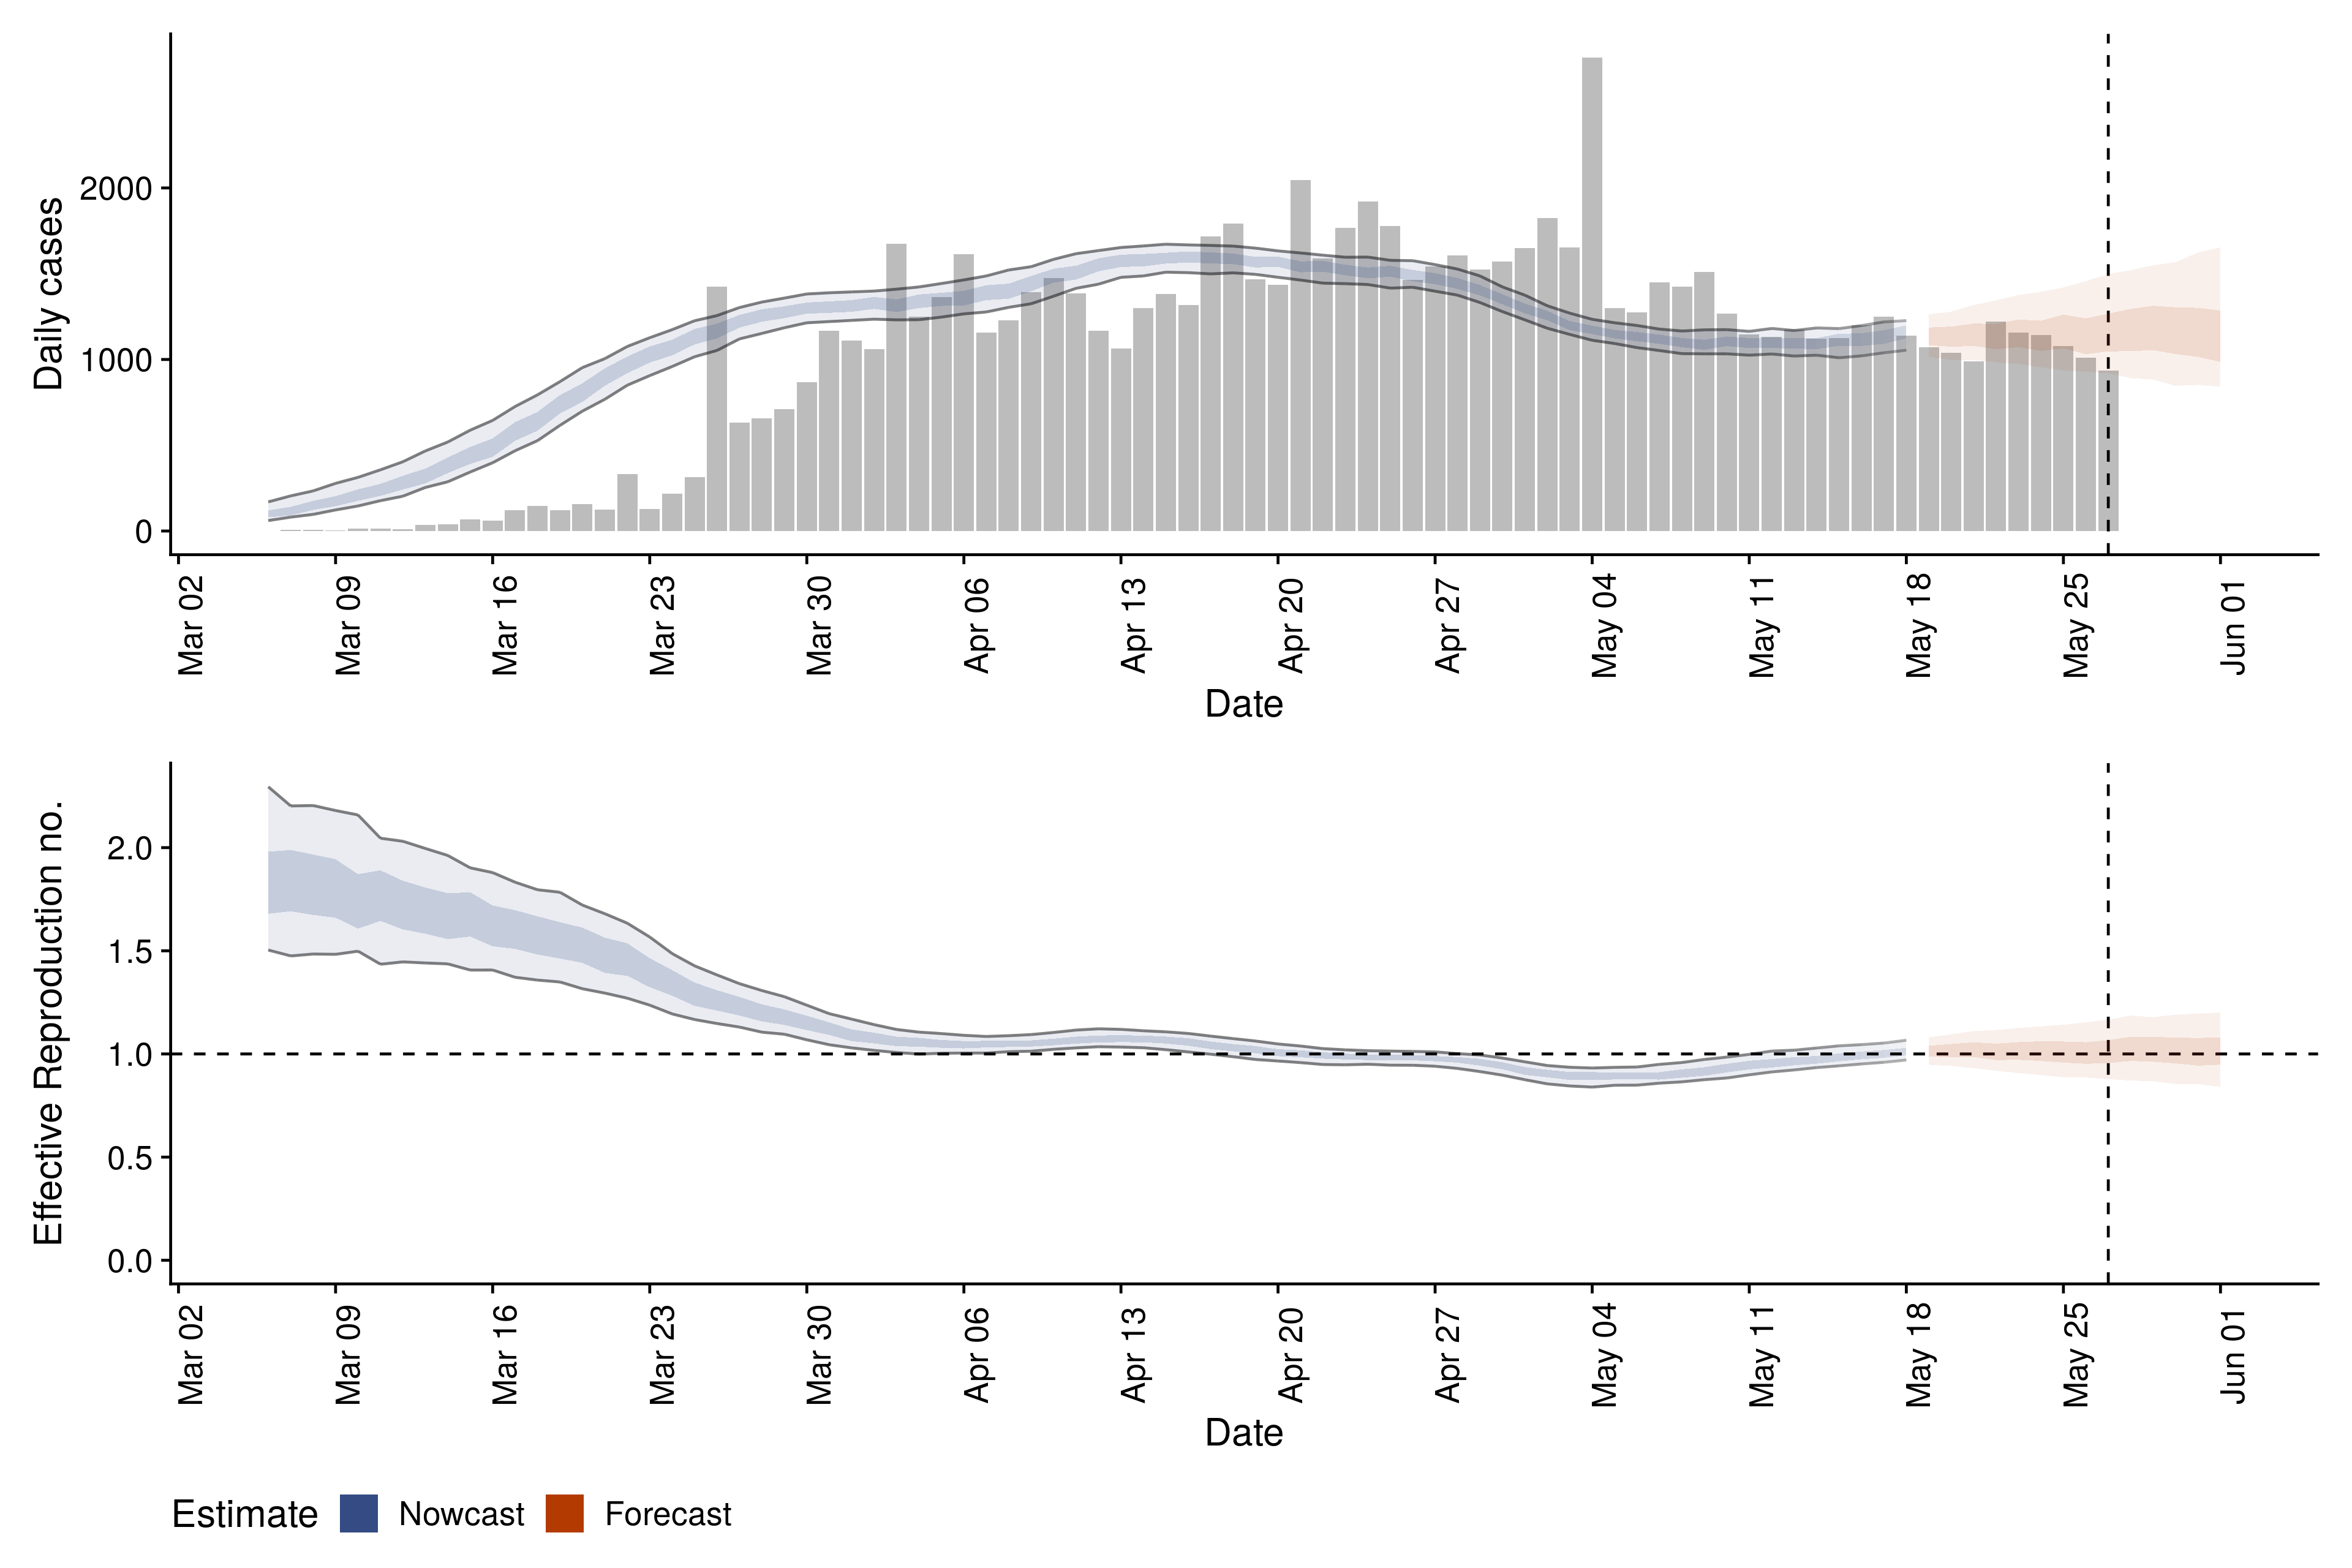 Daily cases
2000
1000
0
Mar 02 Mar 09 Mar 16 Mar 23 Mar 30 Apr 06 Apr 13 Apr 20 Apr 27 May 04 May 11 May 18 May 25 Jun 01
Date
Effective Reproduction no.
2.0
1.5
1.0
0.5
0.0
Mar 02 Mar 09 Mar 16 Mar 23 Mar 30 Apr 06 Apr 13 Apr 20 Apr 27 May 04 May 11 May 18 May 25 Jun 01
Date
Estimate Nowcast Forecast